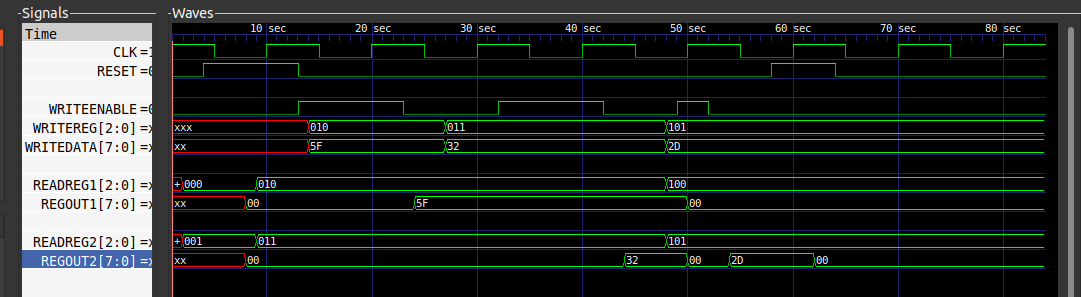 Signals Waves
Time 10 sec 20 sec 30 sec 40 sec 50 sec 60 sec 70 sec 80 sec
CLK=1
RESET=0
WRITEENABLE=0
WRITEREG[2:0]=x xxx 010 011 101
WRITEDATA[7:0]=x xx 5F 32 2D
READREG1[2:0]=x + 000 010 100
REGOUT1[7:0]=x xx 00 5F 00
READREG2[2:0]=x + 001 011 101
REGOUT2[7:0]=x xx 00 32 00 2D 00